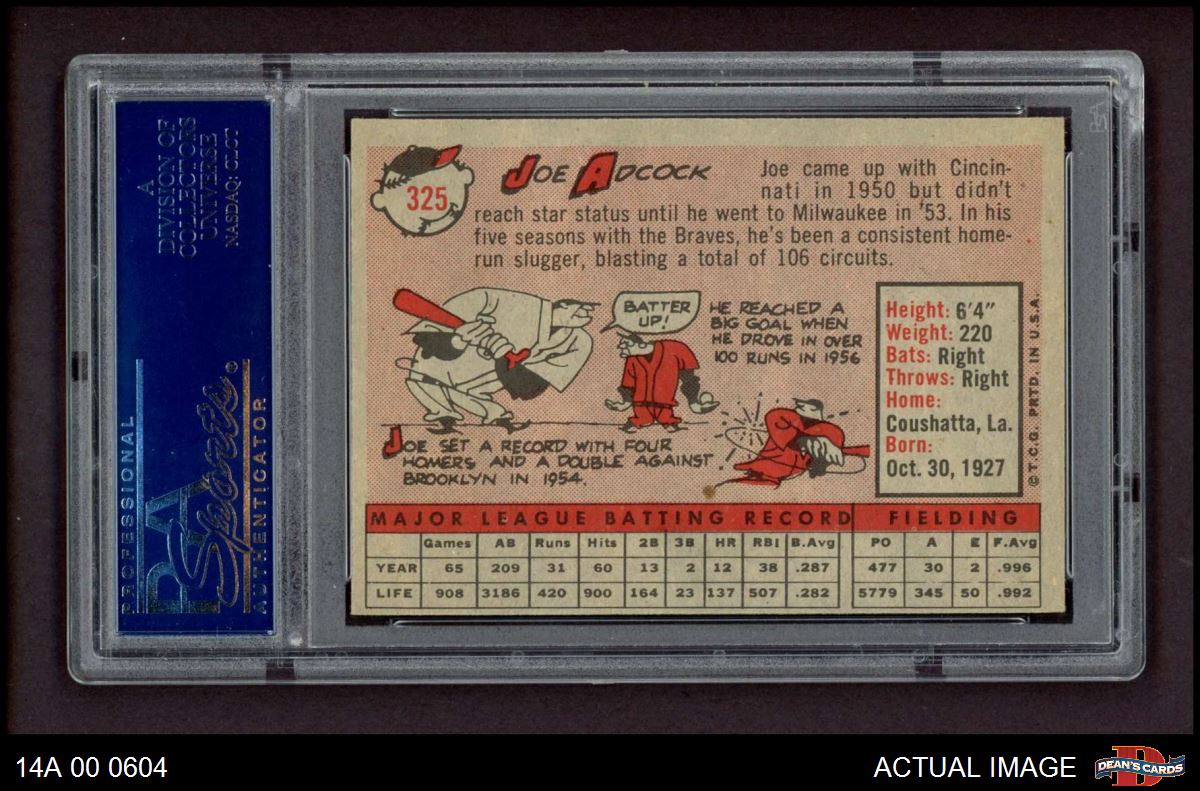 A
DIVISION OF
COLLECTORS
UNIVERSE
NASDAQ: CLCT
PROFESSIONAL
PSA
Sports
AUTHENTICATOR
325
JOE ADCOCK
Joe came up with Cincin-
nati in 1950 but didn't
reach star status until he went to Milwaukee in '53. In his
five seasons with the Braves, he's been a consistent home-
run slugger, blasting a total of 106 circuits.
BATTER
UP!
HE REACHED A
BIG GOAL WHEN
HE DROVE IN OVER
100 RUNS IN 1956
JOE SET A RECORD WITH FOUR
HOMERS AND A DOUBLE AGAINST
BROOKLYN IN 1954.
Height: 6'4"
Weight: 220
Bats: Right
Throws: Right
Home:
Coushatta, La.
Born:
Oct. 30, 1927
©T.C.G. PRTD. IN U.S.A.
MAJOR LEAGUE BATTING RECORD FIELDING
Games AB Runs Hits 2B 3B HR RBI B.Avg PO A E F.Avg
YEAR 65 209 31 60 13 2 12 38 .287 477 30 2 .996
LIFE 908 3186 420 900 164 23 137 507 .282 5779 345 50 .992
14A 00 0604
ACTUAL IMAGE
D
DEAN'S CARDS